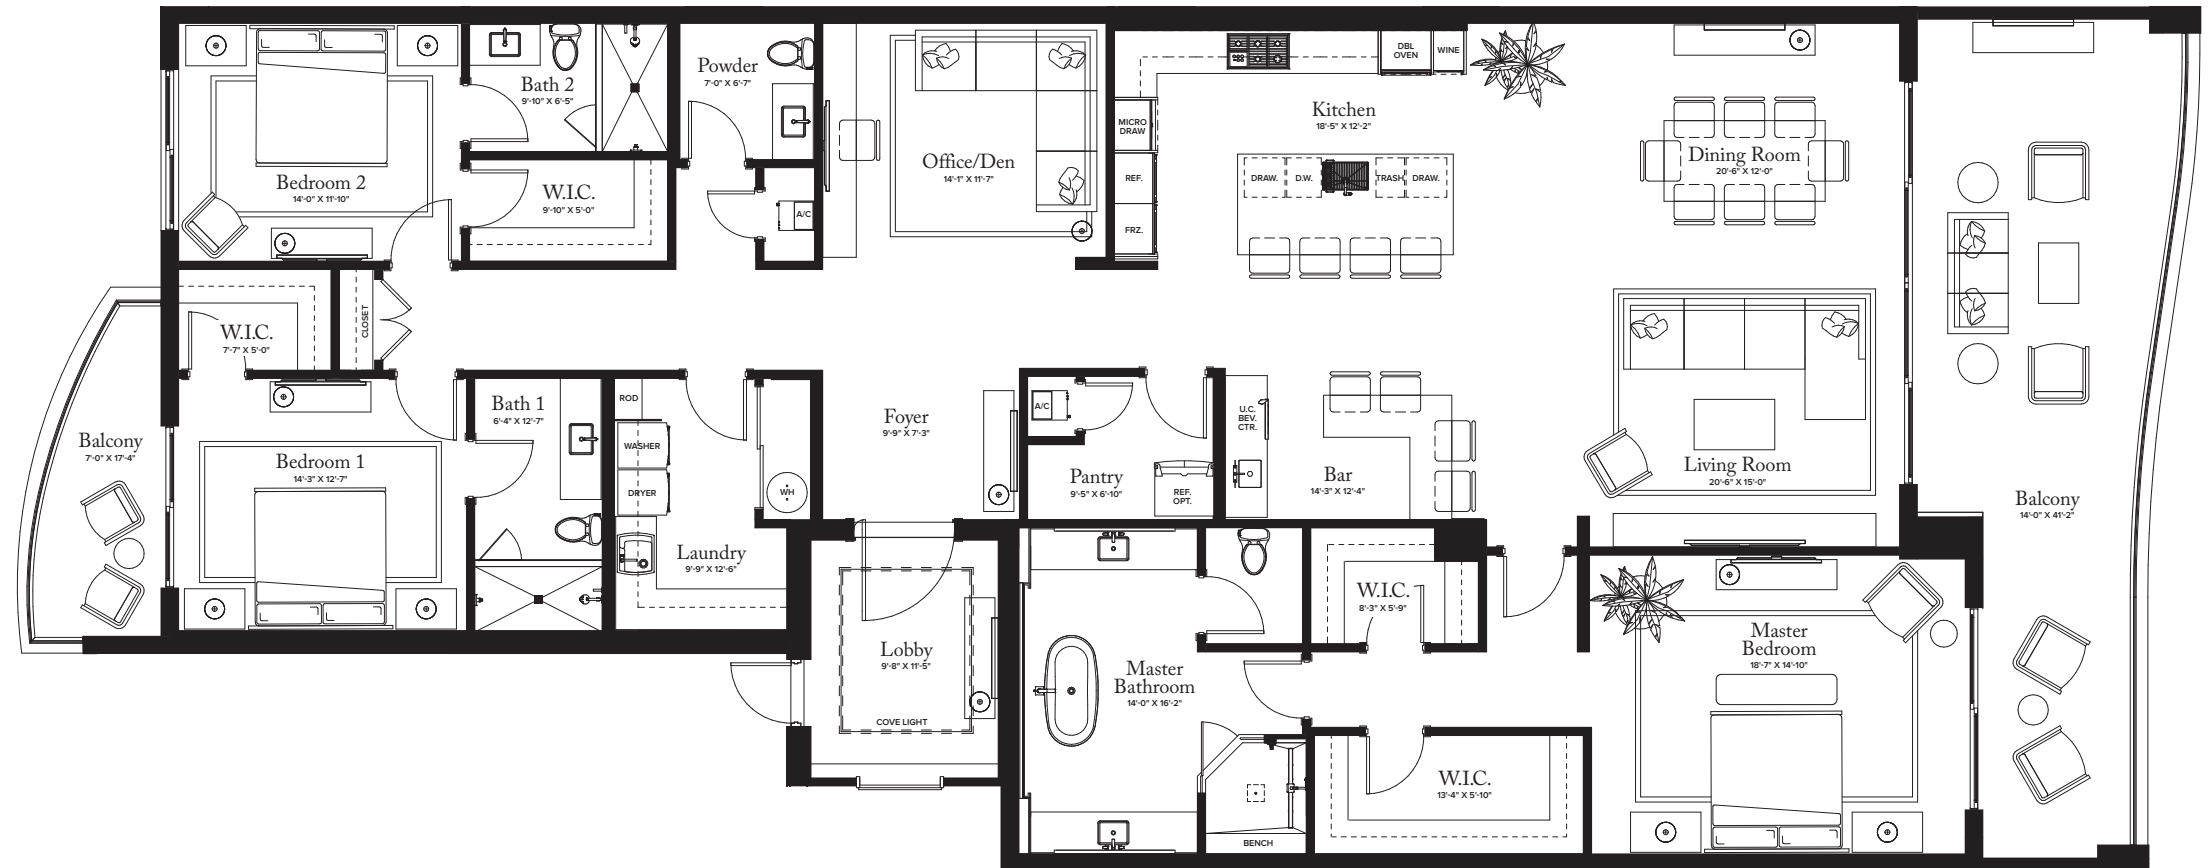 Bedroom 2
14'-0" X 11'-10"
Bath 2
9'-10" X 6'-5"
W.I.C.
9'-10" X 5'-0"
Powder
7'-0" X 6'-7"
A/C
Office/Den
14'-1" X 11'-7"
Kitchen
18'-5" X 12'-2"
DBL
OVEN
WINE
MICRO
DRAW
REF.
FRZ.
DRAW.
D.W.
TRASH
DRAW.
Dining Room
20'-6" X 12'-0"
W.I.C.
7'-7" X 5'-0"
CLOSET
Balcony
7'-0" X 17'-4"
Bedroom 1
14'-3" X 12'-7"
Bath 1
6'-4" X 12'-7"
ROD
WASHER
DRYER
WH
Laundry
9'-9" X 12'-6"
Foyer
9'-9" X 7'-3"
A/C
Pantry
9'-5" X 6'-10"
REF.
OPT.
U.C.
BEV.
CTR.
Bar
14'-3" X 12'-4"
Living Room
20'-6" X 15'-0"
Balcony
14'-0" X 41'-2"
Lobby
9'-8" X 11'-5"
COVE LIGHT
Master
Bathroom
14'-0" X 16'-2"
W.I.C.
8'-3" X 5'-9"
W.I.C.
13'-4" X 5'-10"
BENCH
Master
Bedroom
18'-7" X 14'-10"